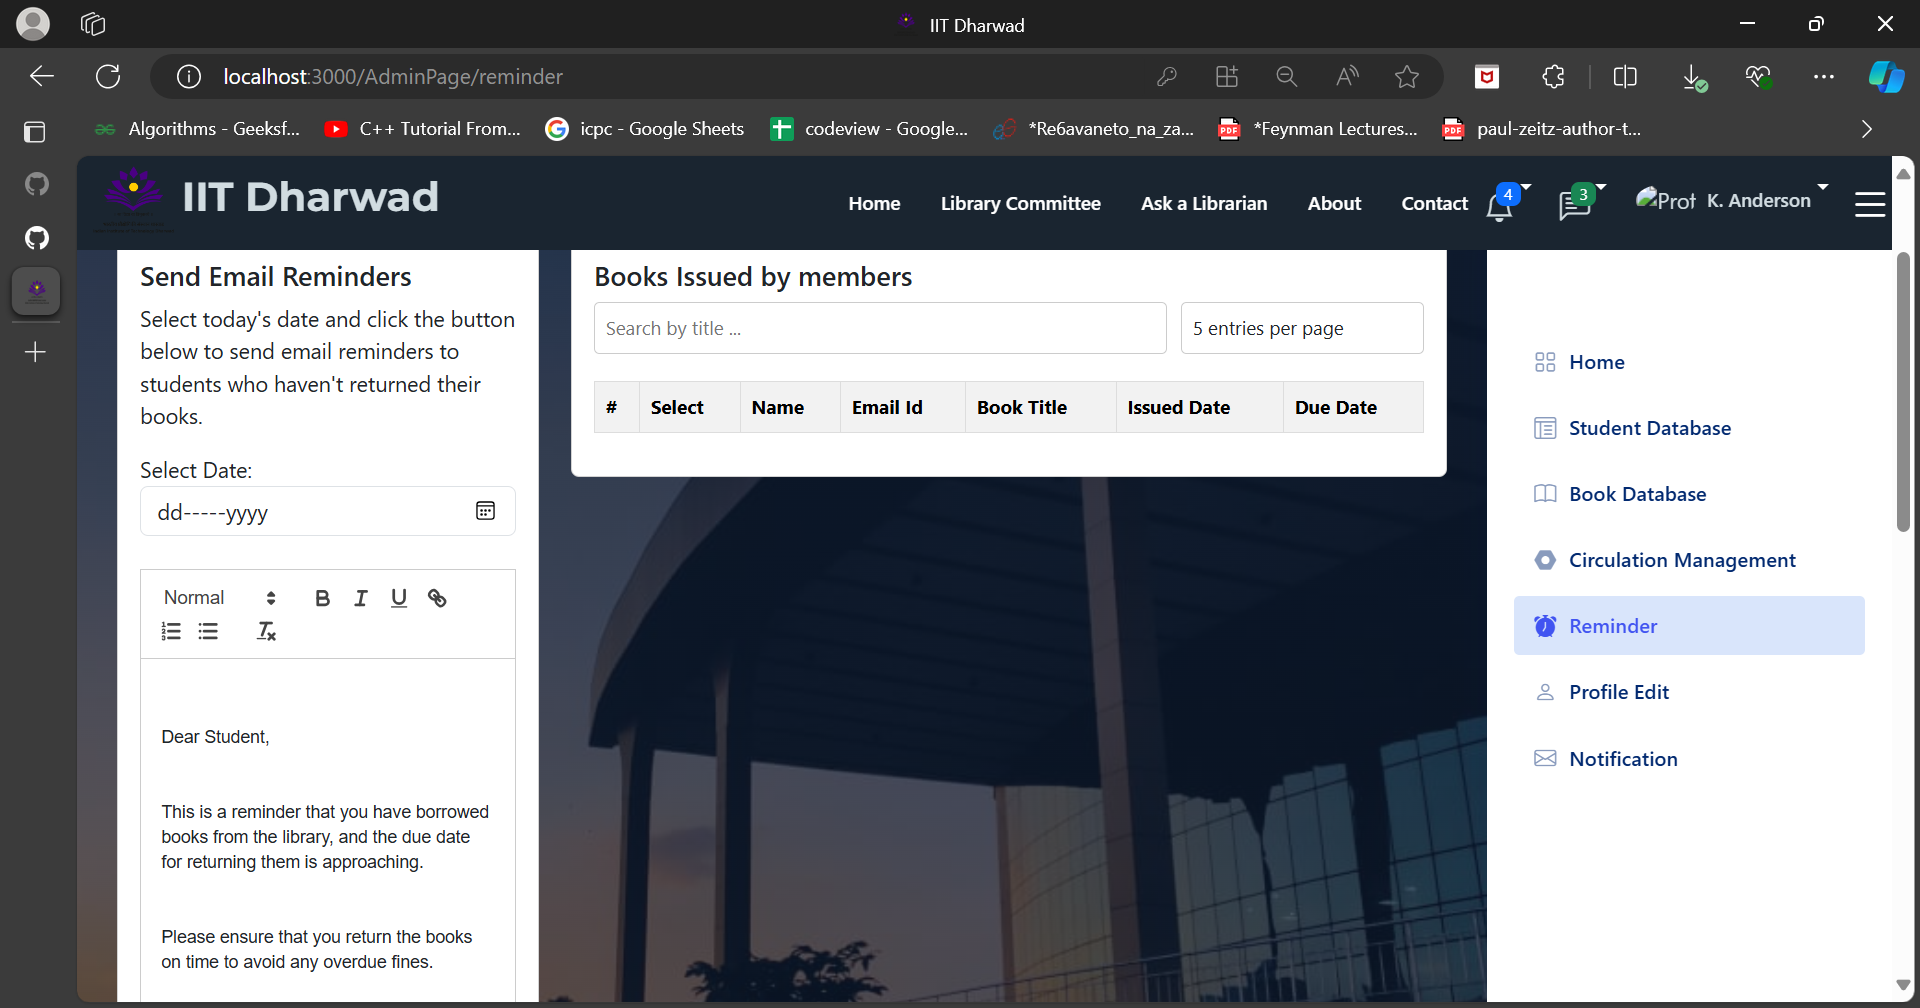 IIT Dharwad
localhost:3000/AdminPage/reminder
Algorithms - Geeksf...
C++ Tutorial From...
icpc - Google Sheets
codeview - Google...
*Re6avaneto_na_za...
*Feynman Lectures...
paul-zeitz-author-t...
IIT Dharwad
Home
Library Committee
Ask a Librarian
About
Contact
4
3
Prof
K. Anderson
Send Email Reminders
Select today's date and click the button
below to send email reminders to
students who haven't returned their
books.
Select Date:
dd-----yyyy
Normal
B I U
Dear Student,
This is a reminder that you have borrowed
books from the library, and the due date
for returning them is approaching.
Please ensure that you return the books
on time to avoid any overdue fines.
Books Issued by members
Search by title ...
5 entries per page
# Select Name Email Id Book Title Issued Date Due Date
Home
Student Database
Book Database
Circulation Management
Reminder
Profile Edit
Notification